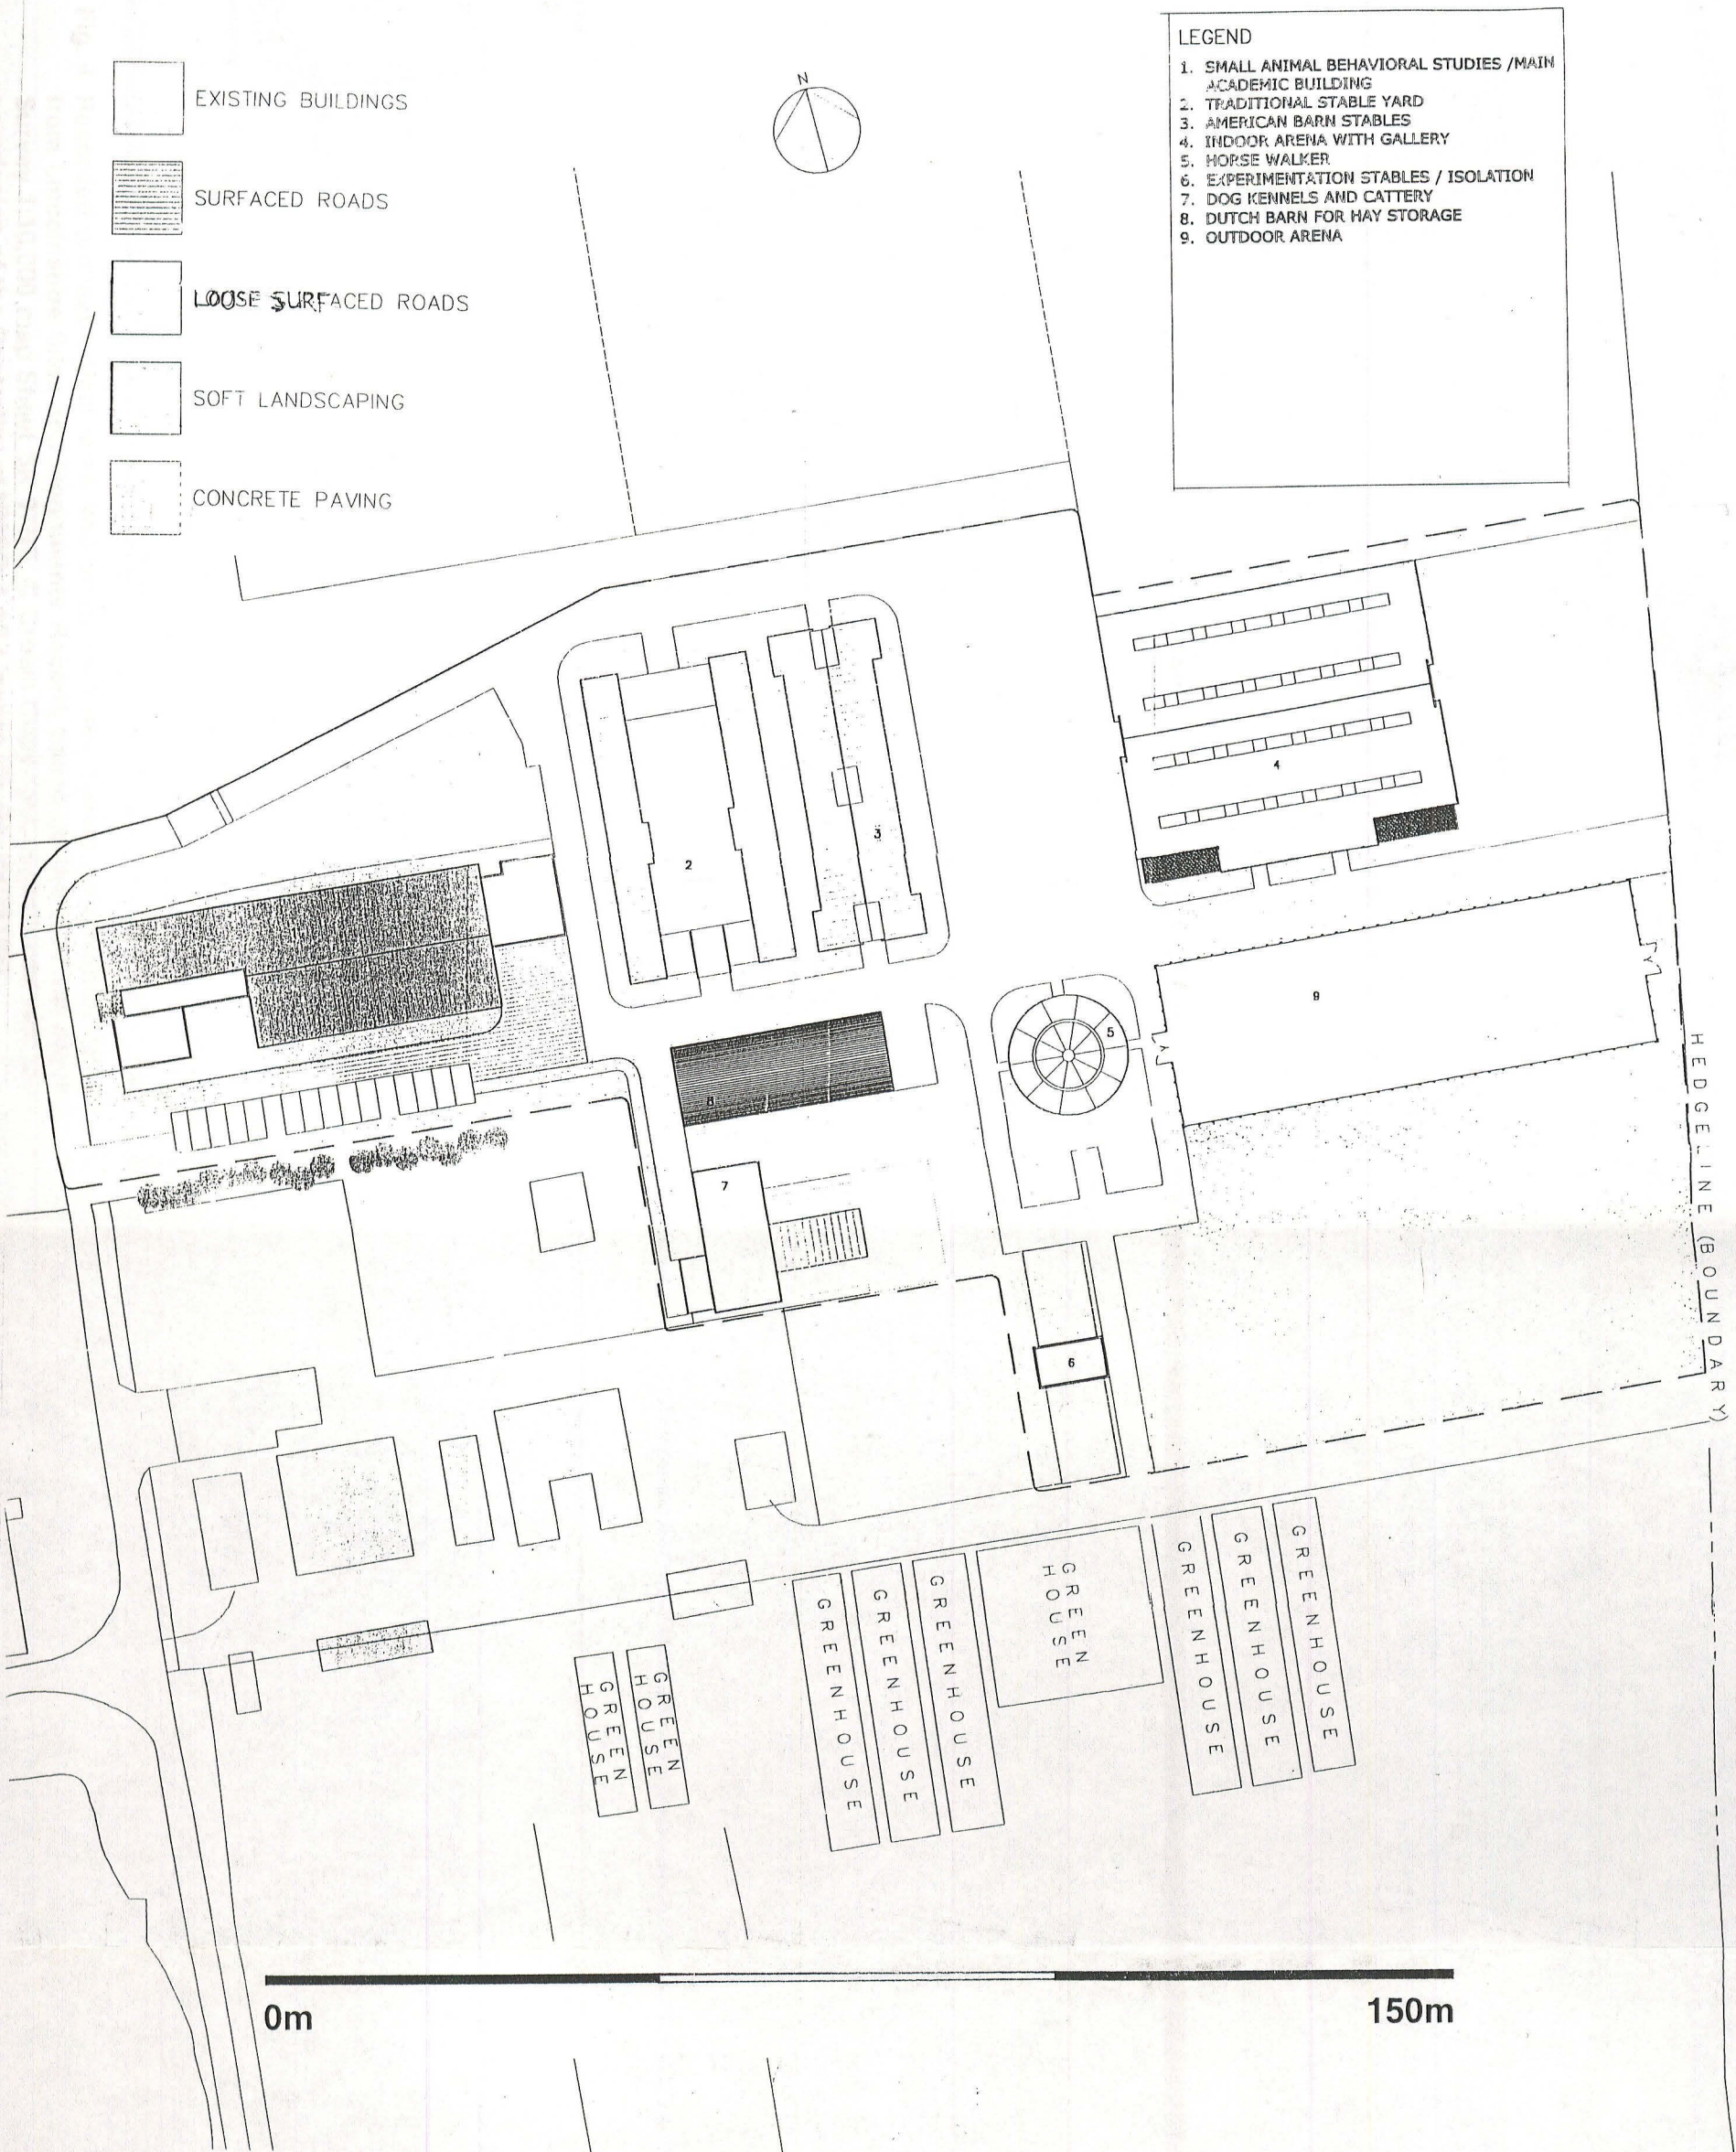 EXISTING BUILDINGS
SURFACED ROADS
LOOSE SURFACED ROADS
SOFT LANDSCAPING
CONCRETE PAVING
N
LEGEND
1. SMALL ANIMAL BEHAVIORAL STUDIES /MAIN
ACADEMIC BUILDING
2. TRADITIONAL STABLE YARD
3. AMERICAN BARN STABLES
4. INDOOR ARENA WITH GALLERY
5. HORSE WALKER
6. EXPERIMENTATION STABLES / ISOLATION
7. DOG KENNELS AND CATTERY
8. DUTCH BARN FOR HAY STORAGE
9. OUTDOOR ARENA
4
3
2
9
5
8
7
6
HEDGELINE (BOUNDARY)
GREEN
HOUSE
GREEN
HOUSE
GREENHOUSE
GREENHOUSE
GREENHOUSE
GREEN
HOUSE
GREENHOUSE
GREENHOUSE
GREENHOUSE
0m
150m